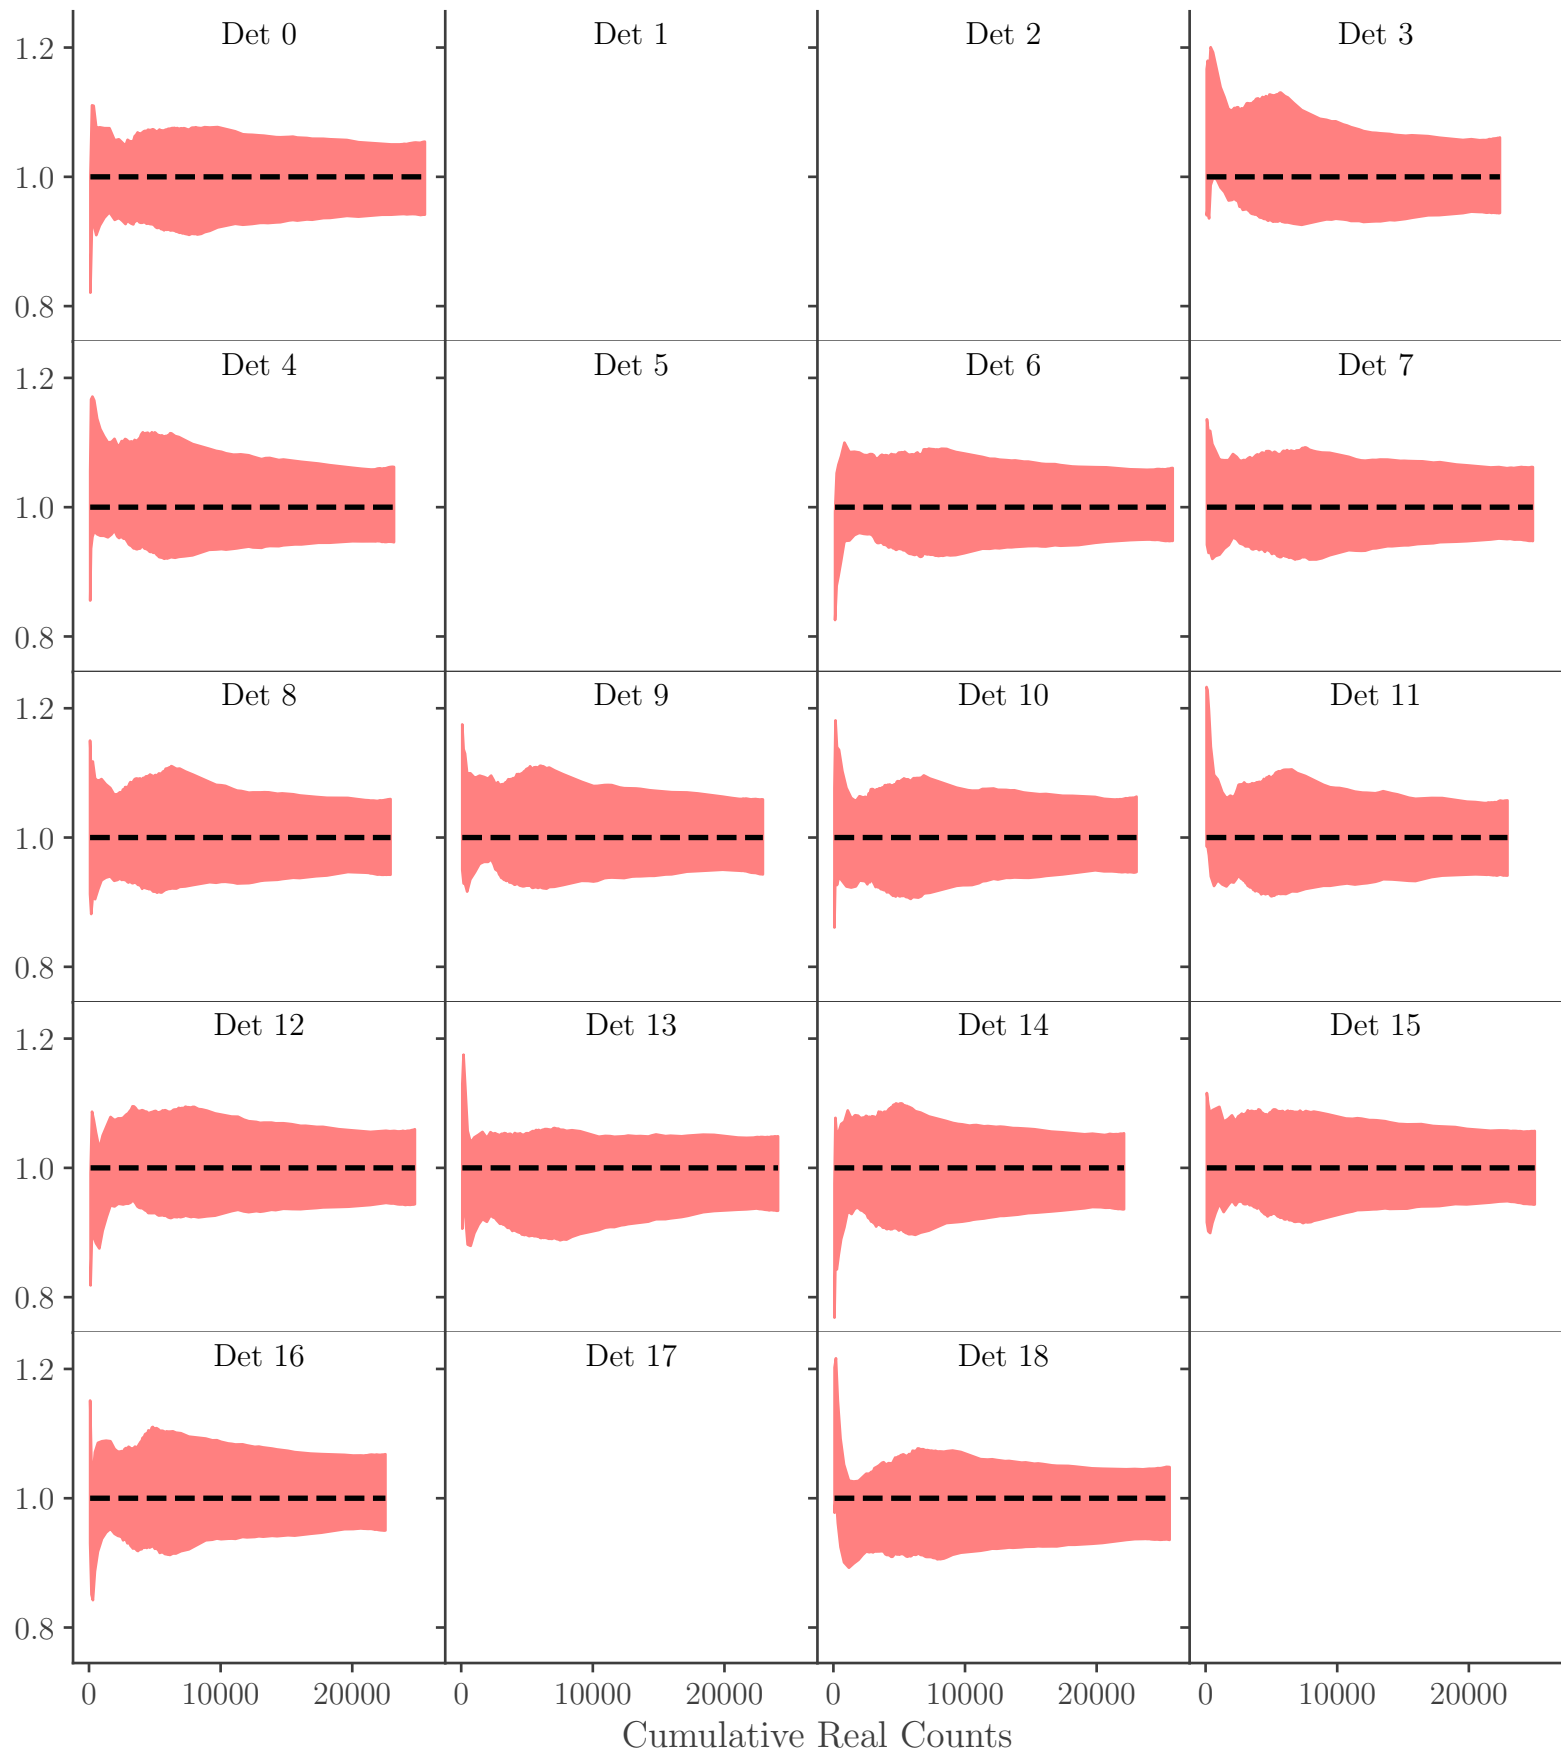 Det 0 Det 1 Det 2 Det 3
1.2
1.0
0.8
Det 4 Det 5 Det 6 Det 7
1.2
1.0
0.8
Det 8 Det 9 Det 10 Det 11
1.2
1.0
0.8
Det 12 Det 13 Det 14 Det 15
1.2
1.0
0.8
Det 16 Det 17 Det 18
1.2
1.0
0.8
0 10000 20000 0 10000 20000 0 10000 20000 0 10000 20000
Cumulative Real Counts